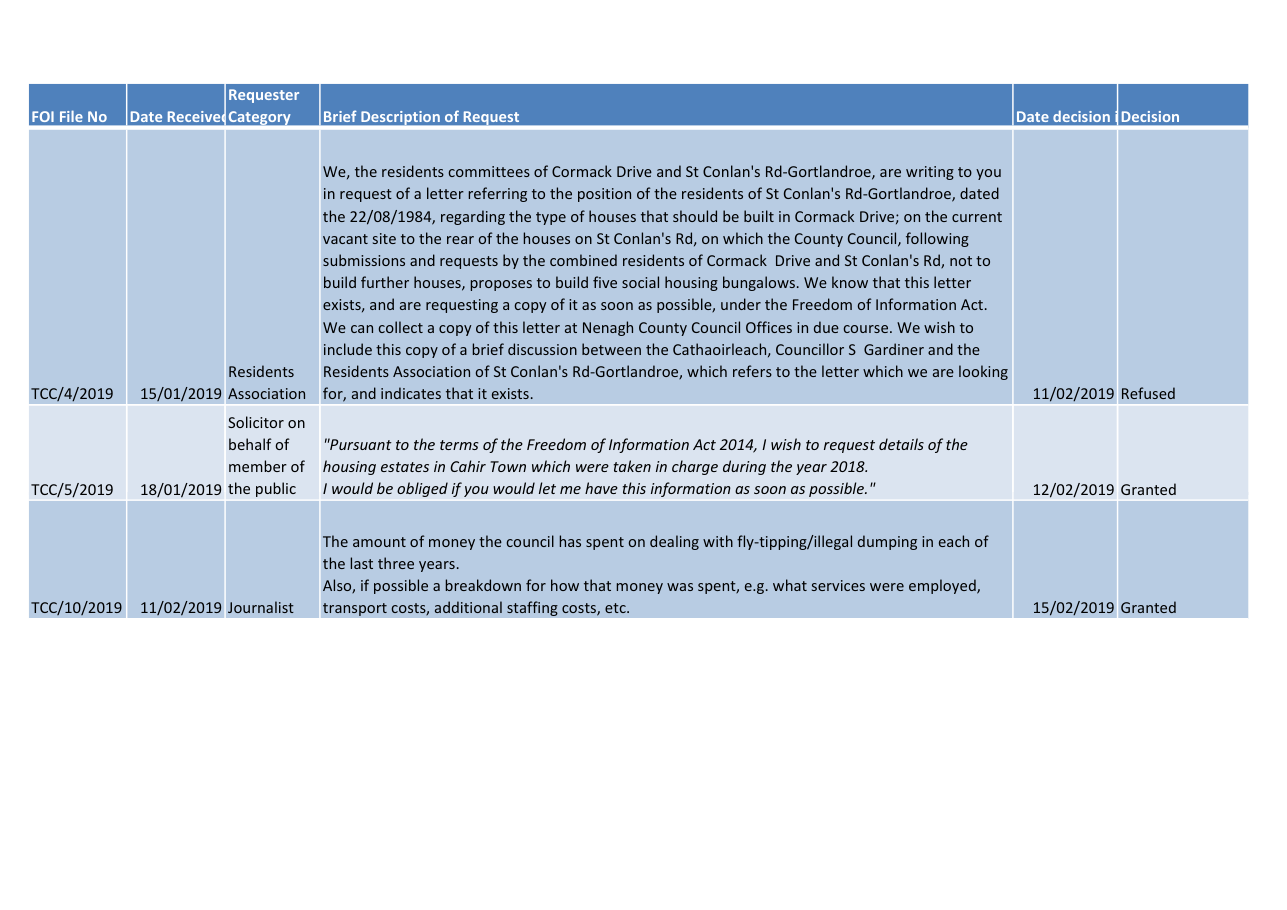 FOI File No Date Received Requester Category Brief Description of Request Date decision i Decision
We, the residents committees of Cormack Drive and St Conlan's Rd-Gortlandroe, are writing to you
in request of a letter referring to the position of the residents of St Conlan's Rd-Gortlandroe, dated
the 22/08/1984, regarding the type of houses that should be built in Cormack Drive; on the current
vacant site to the rear of the houses on St Conlan's Rd, on which the County Council, following
submissions and requests by the combined residents of Cormack  Drive and St Conlan's Rd, not to
build further houses, proposes to build five social housing bungalows. We know that this letter
exists, and are requesting a copy of it as soon as possible, under the Freedom of Information Act.
We can collect a copy of this letter at Nenagh County Council Offices in due course. We wish to
include this copy of a brief discussion between the Cathaoirleach, Councillor S  Gardiner and the
Residents Residents Association of St Conlan's Rd-Gortlandroe, which refers to the letter which we are looking
TCC/4/2019 15/01/2019 Association for, and indicates that it exists. 11/02/2019 Refused
Solicitor on
behalf of "Pursuant to the terms of the Freedom of Information Act 2014, I wish to request details of the
member of housing estates in Cahir Town which were taken in charge during the year 2018.
TCC/5/2019 18/01/2019 the public I would be obliged if you would let me have this information as soon as possible." 12/02/2019 Granted
The amount of money the council has spent on dealing with fly-tipping/illegal dumping in each of
the last three years.
Also, if possible a breakdown for how that money was spent, e.g. what services were employed,
TCC/10/2019 11/02/2019 Journalist transport costs, additional staffing costs, etc. 15/02/2019 Granted